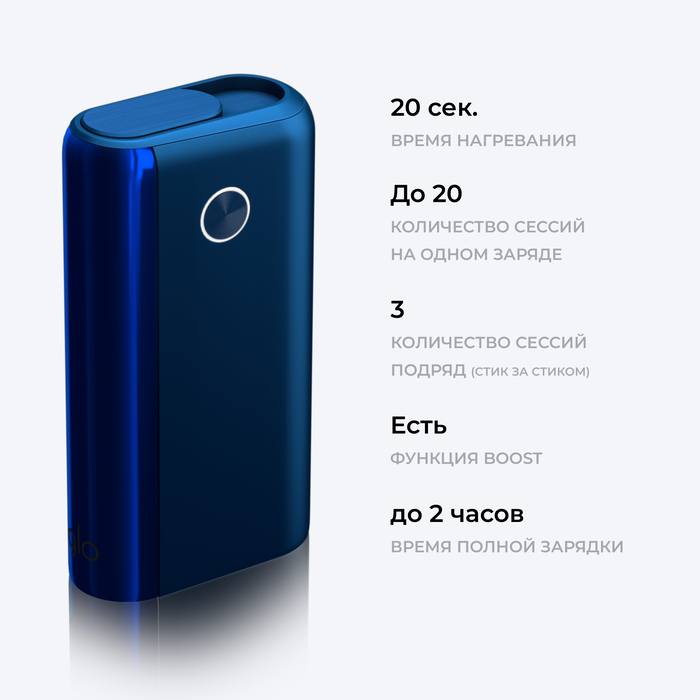 20 сек.
ВРЕМЯ НАГРЕВАНИЯ
До 20
КОЛИЧЕСТВО СЕССИЙ
НА ОДНОМ ЗАРЯДЕ
3
КОЛИЧЕСТВО СЕССИЙ
ПОДРЯД (СТИК ЗА СТИКОМ)
Есть
ФУНКЦИЯ BOOST
до 2 часов
ВРЕМЯ ПОЛНОЙ ЗАРЯДКИ
glo